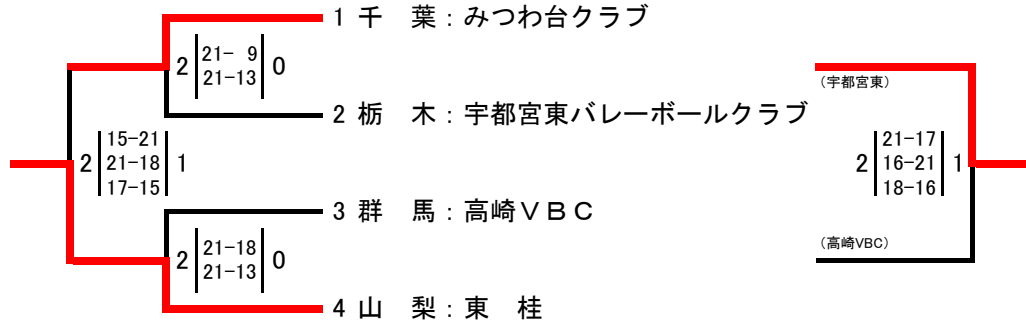 1 千　葉：みつわ台クラブ
2 21- 9 0
21-13
(宇都宮東)
2 栃　木：宇都宮東バレーボールクラブ
15-21
2 21-18 1
17-15
21-17
2 16-21 1
18-16
3 群　馬：高崎ＶＢＣ
(高崎VBC)
2 21-18 0
21-13
4 山　梨：東　桂